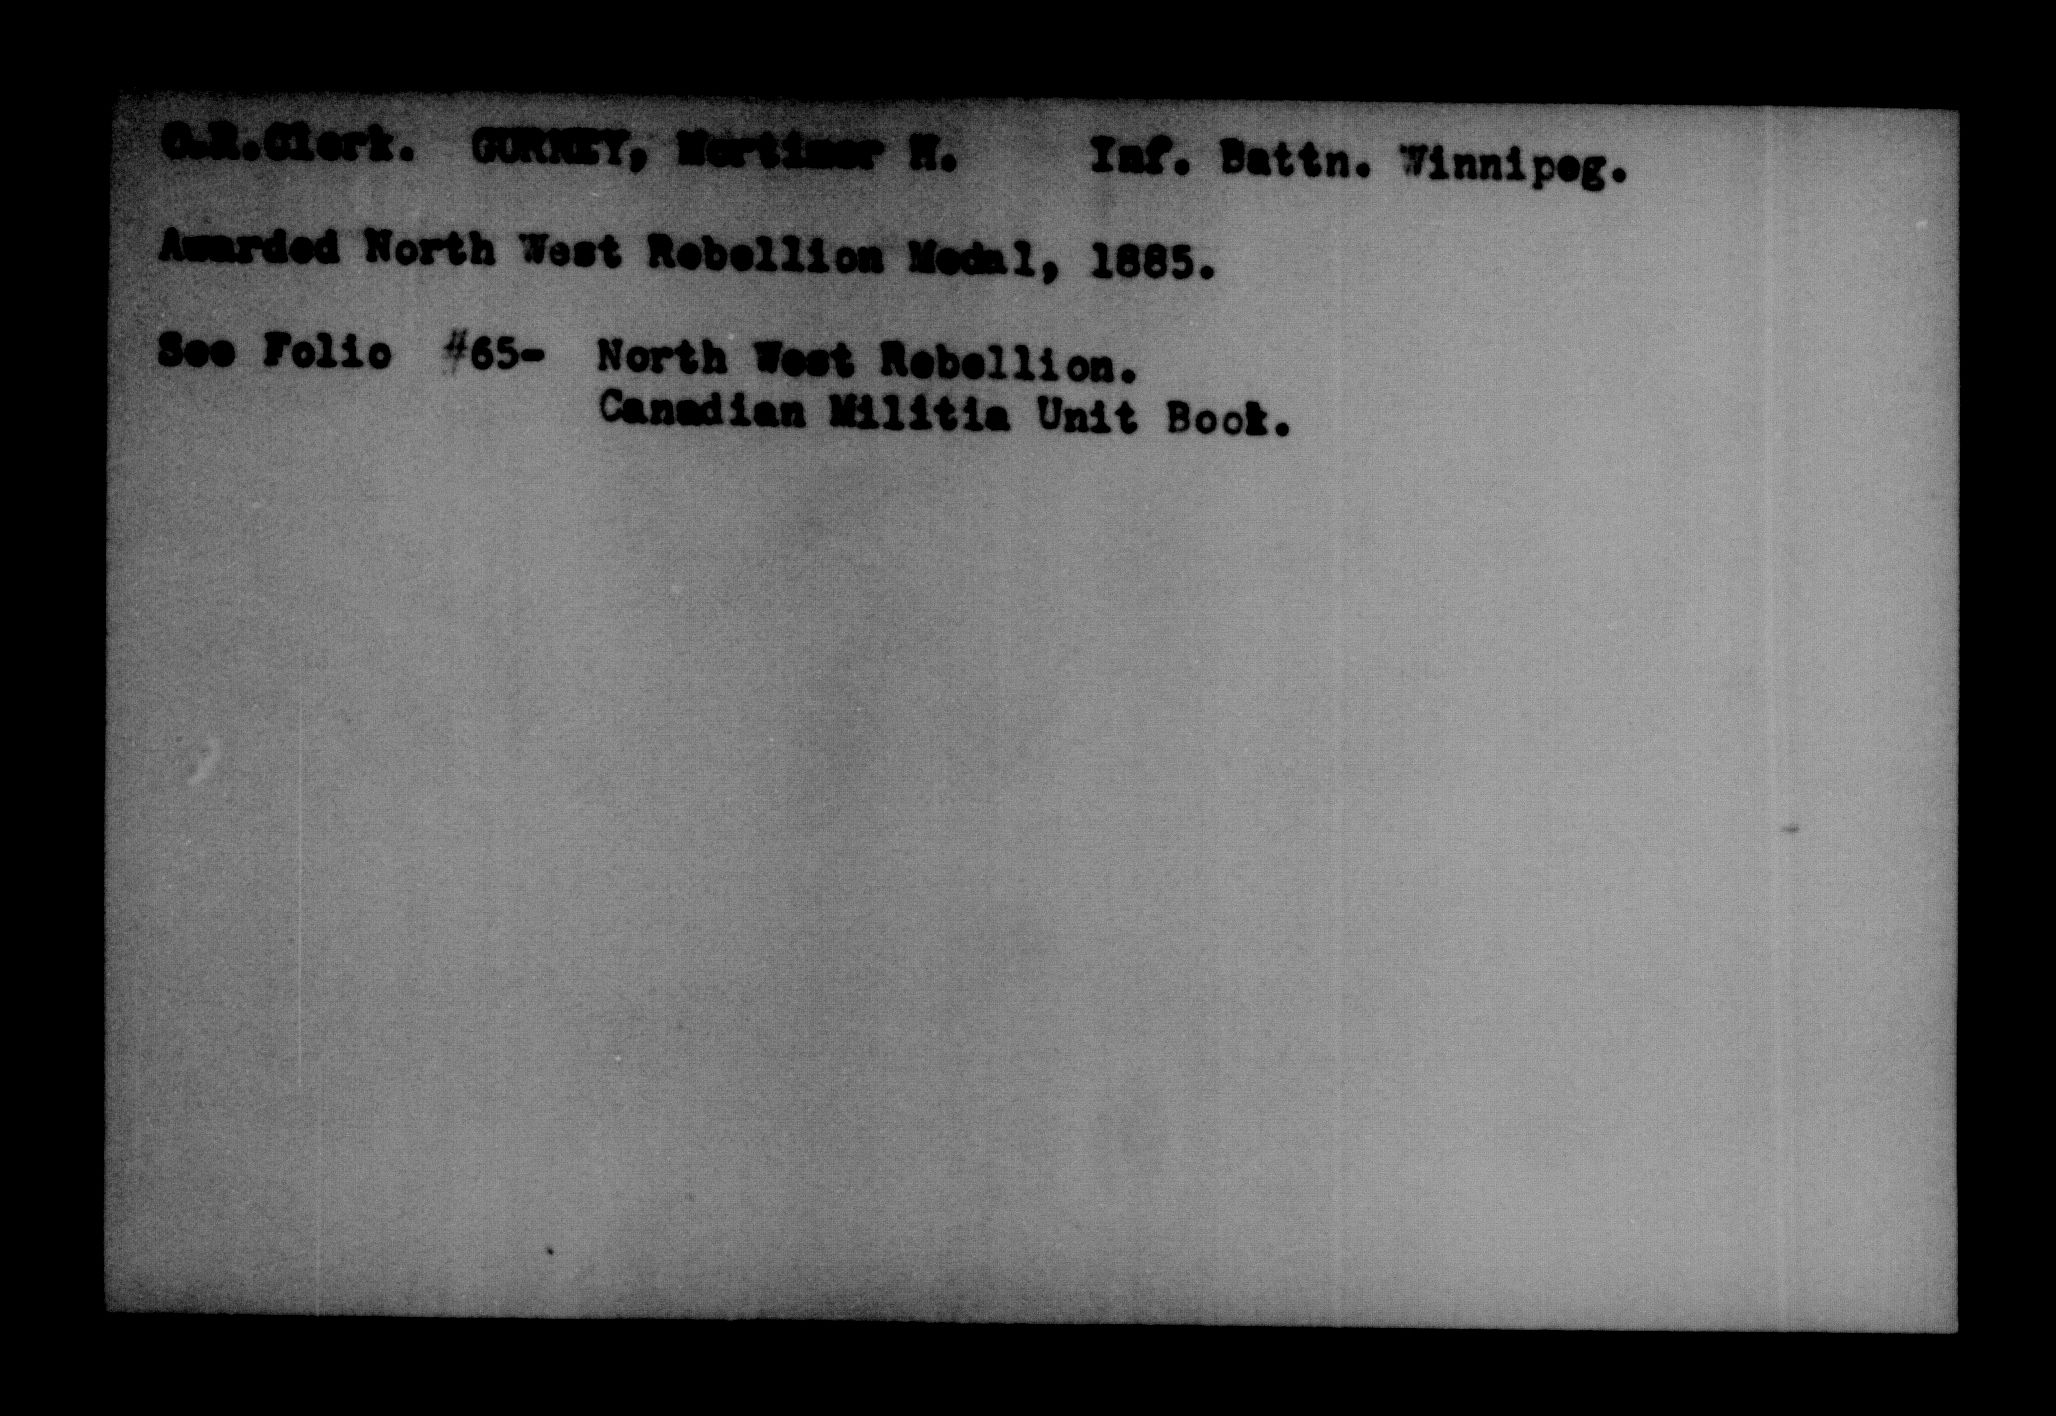 O.R.Clerk. GURNEY, Mortimer M. Inf. Battn. Winnipeg.
Awarded North West Rebellion Medal, 1885.
See Folio #65- North West Rebellion.
Canadian Militia Unit Book.